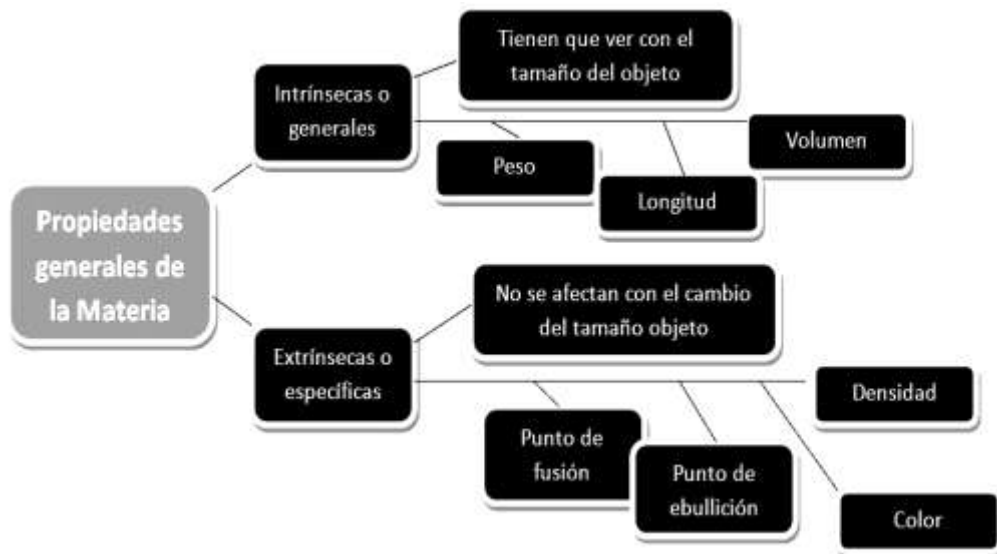 Propiedades
generales de
la Materia
Intrínsecas o
generales
Tienen que ver con el
tamaño del objeto
Peso
Longitud
Volumen
Extrínsecas o
específicas
No se afectan con el cambio
del tamaño objeto
Punto de
fusión
Punto de
ebullición
Densidad
Color